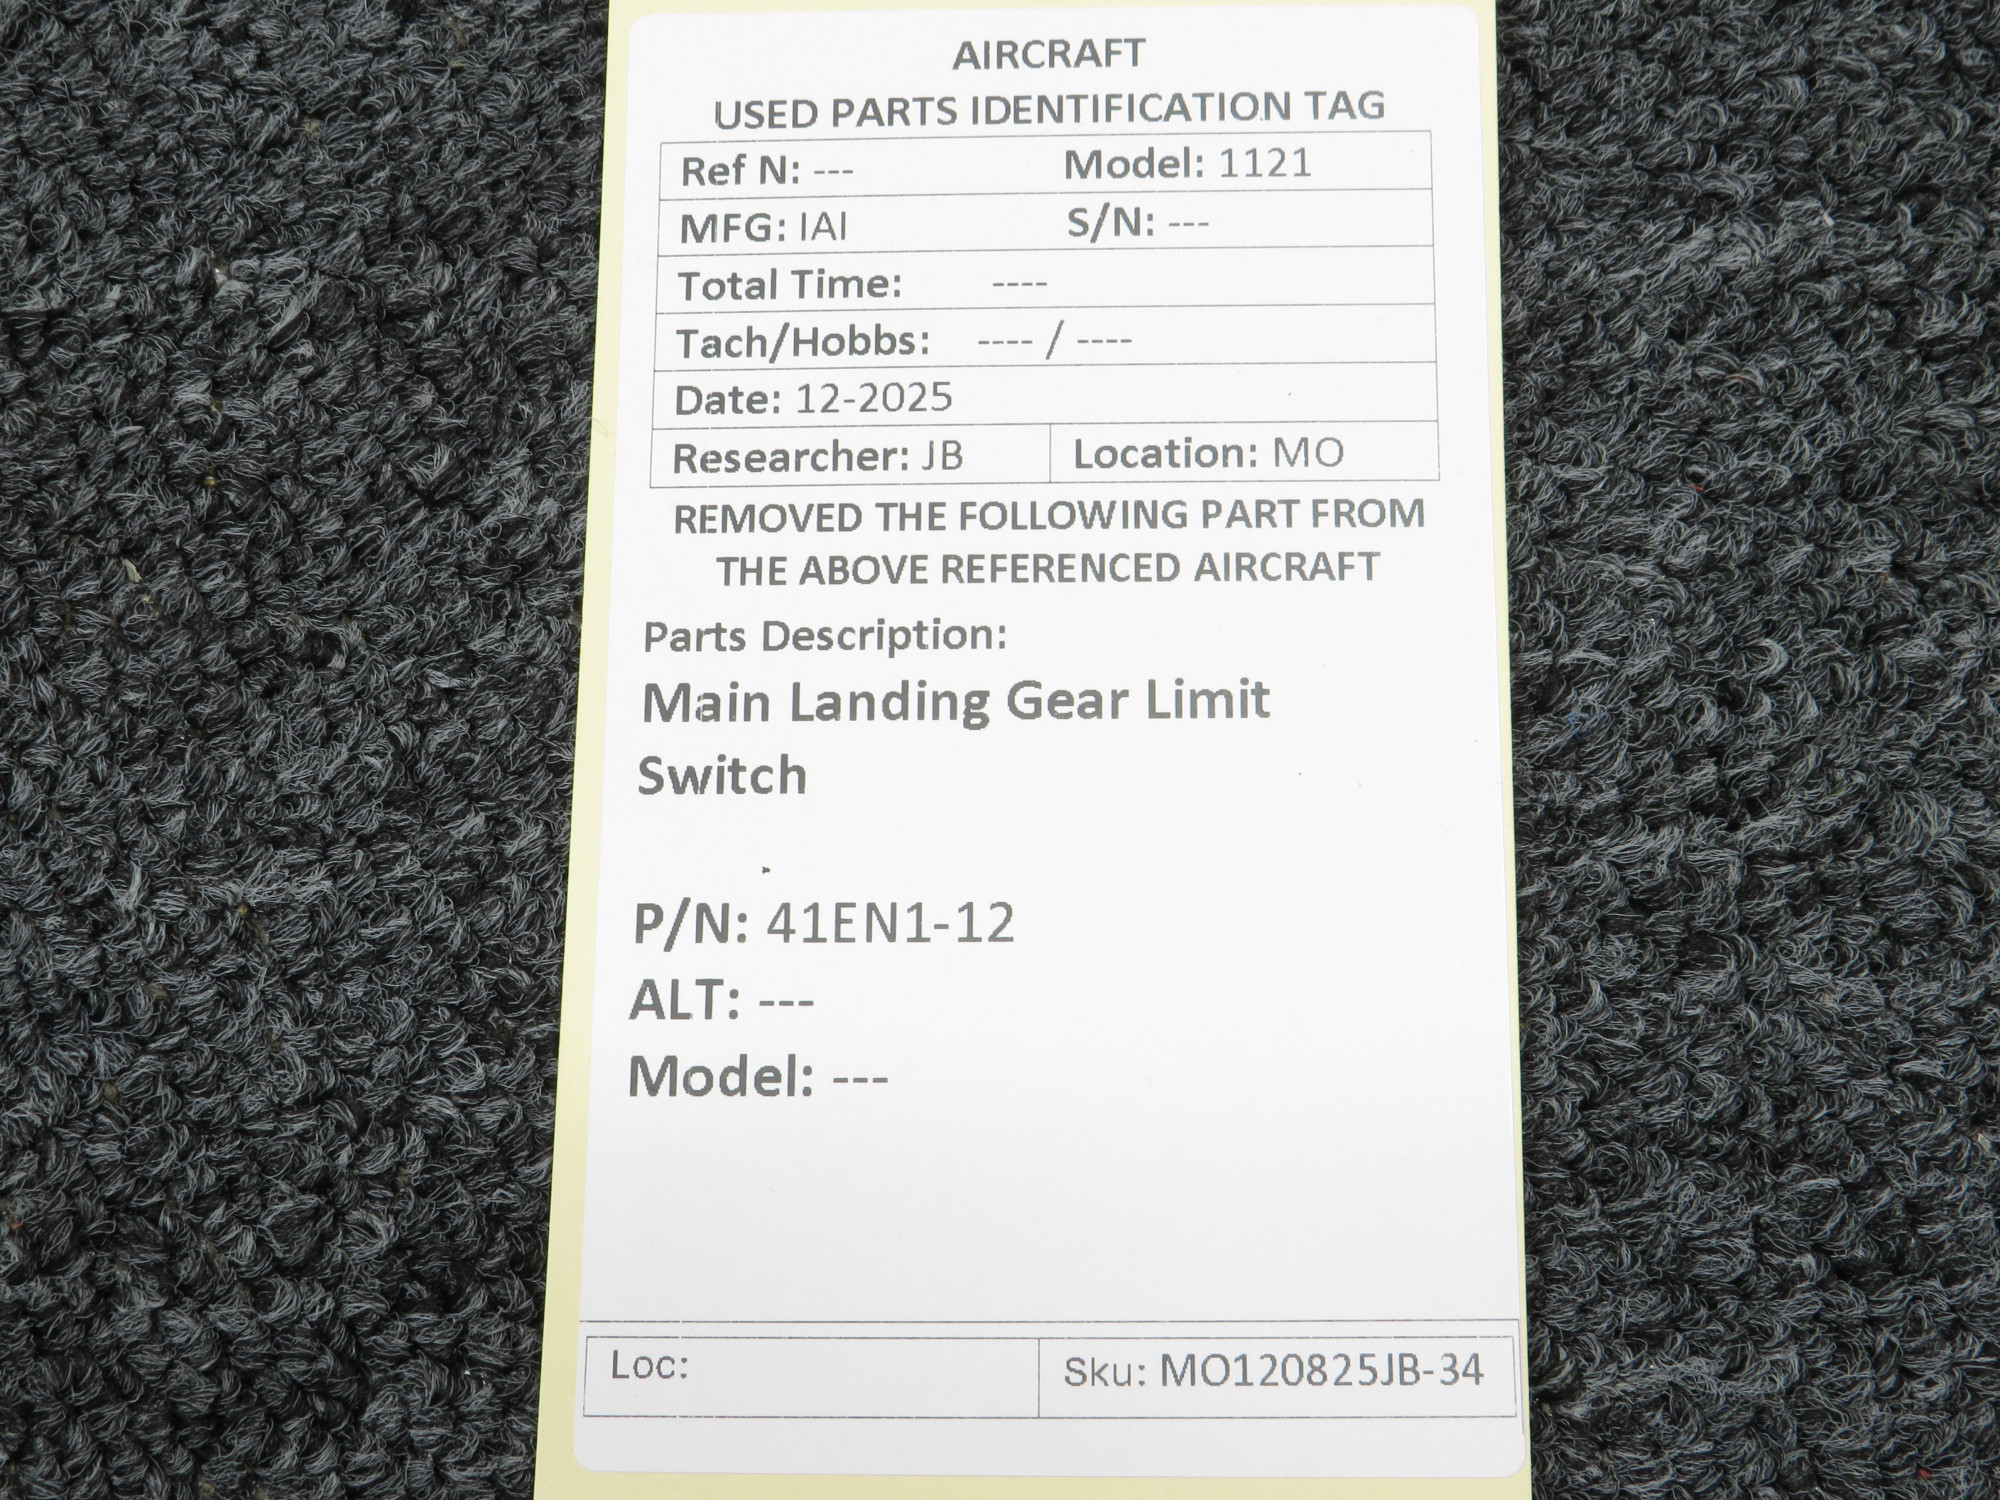 AIRCRAFT
USED PARTS IDENTIFICATION TAG
Ref N: --- Model: 1121
MFG: IAI S/N: ---
Total Time: ----
Tach/Hobbs: ---- / ----
Date: 12-2025
Researcher: JB Location: MO
REMOVED THE FOLLOWING PART FROM
THE ABOVE REFERENCED AIRCRAFT
Parts Description:
Main Landing Gear Limit
Switch
P/N: 41EN1-12
ALT: ---
Model: ---
Loc: Sku: MO120825JB-34